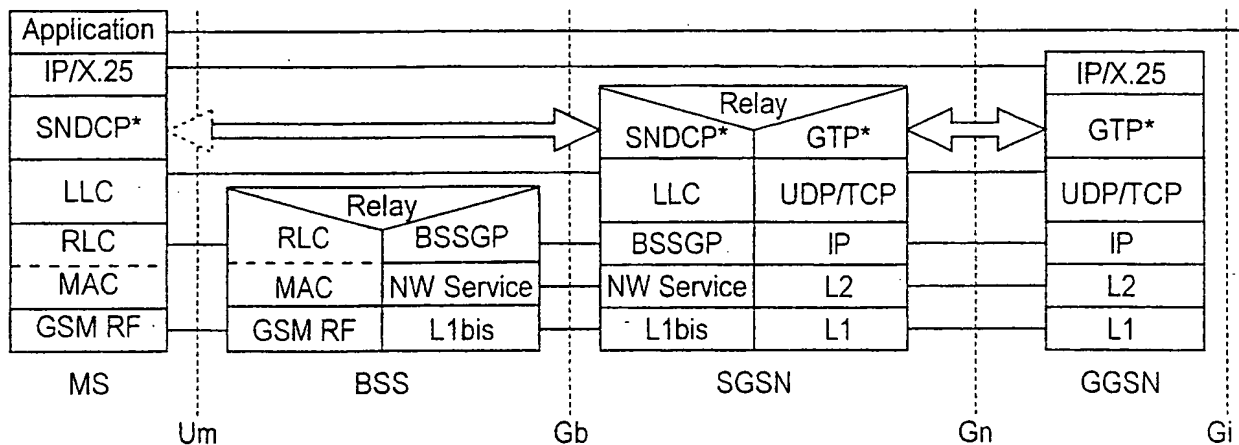 Application
IP/X.25
IP/X.25
Relay
SNDCP*
SNDCP*
GTP*
GTP*
LLC
LLC
UDP/TCP
UDP/TCP
Relay
RLC
RLC
BSSGP
BSSGP
IP
IP
MAC
MAC
NW Service
NW Service
L2
L2
GSM RF
GSM RF
L1bis
L1bis
L1
L1
MS
BSS
SGSN
GGSN
Um
Gb
Gn
Gi